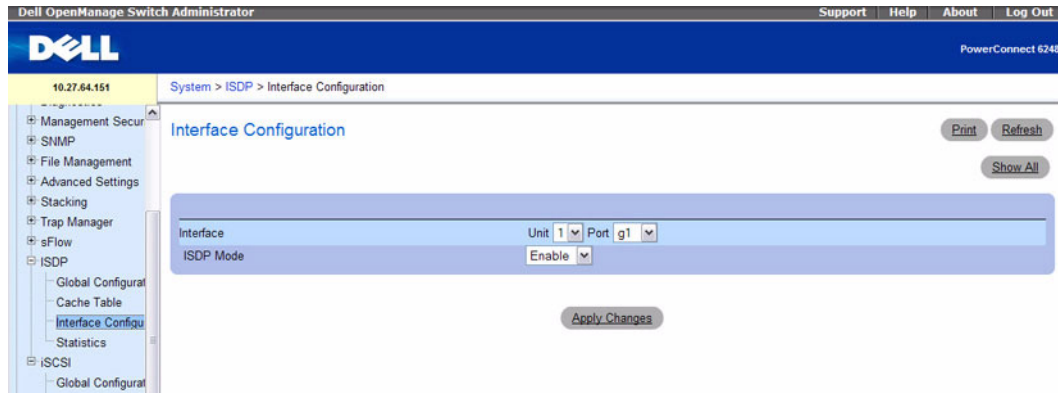 Dell OpenManage Switch Administrator
Support Help About Log Out
DELL
PowerConnect 6248
10.27.64.151
System > ISDP > Interface Configuration
Diagnostics
Management Secur
SNMP
File Management
Advanced Settings
Stacking
Trap Manager
sFlow
ISDP
Global Configurat
Cache Table
Interface Configu
Statistics
iSCSI
Global Configurat
Interface Configuration
Print Refresh
Show All
Interface Unit 1 Port g1
ISDP Mode Enable
Apply Changes